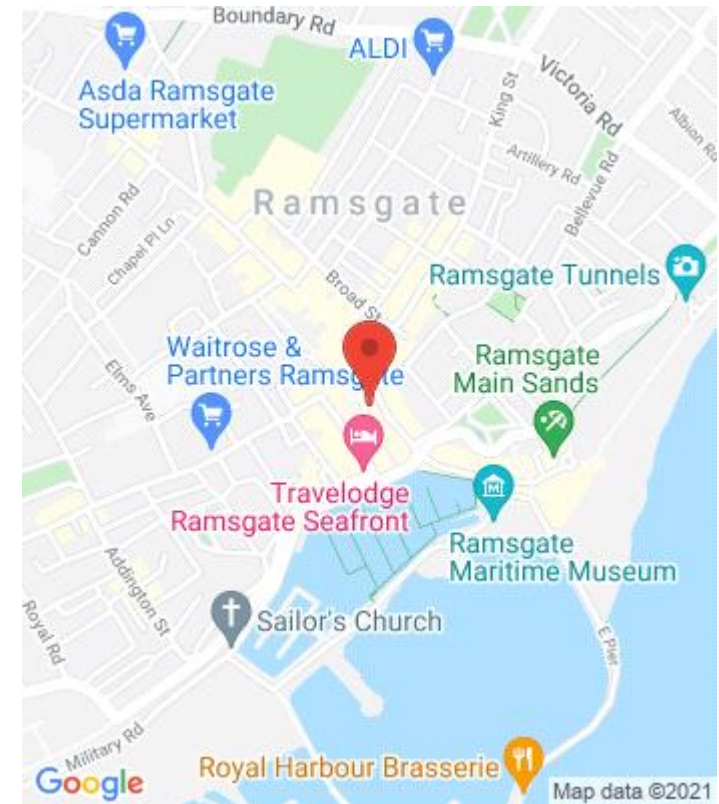 Boundary Rd
ALDI
Asda Ramsgate
Supermarket
Victoria Rd
King St
Albion Rd
Artillery Rd
Bellevue Rd
Cannon Rd
Ramsgate
Chapel Pl Ln
Broad St
Ramsgate Tunnels
Waitrose &
Partners Ramsgate
Ramsgate
Main Sands
Elms Ave
Travelodge
Ramsgate Seafront
M
Ramsgate
Maritime Museum
Addington St
Sailor's Church
Royal Rd
E Pier
Military Rd
Royal Harbour Brasserie
Google
Map data ©2021